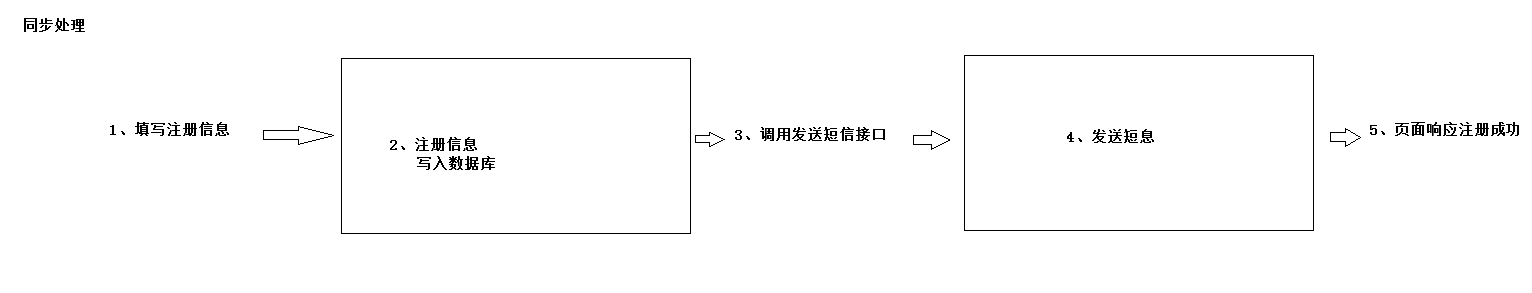 同步处理
1、填写注册信息
2、注册信息
写入数据库
3、调用发送短信接口
4、发送短息
5、页面响应注册成功